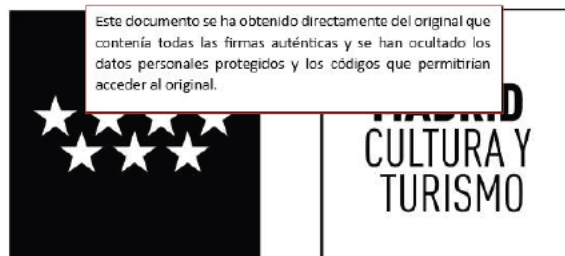 Este documento se ha obtenido directamente del original que
contenía todas las firmas auténticas y se han ocultado los
datos personales protegidos y los códigos que permitirían
acceder al original.
MADRID
CULTURA Y
TURISMO